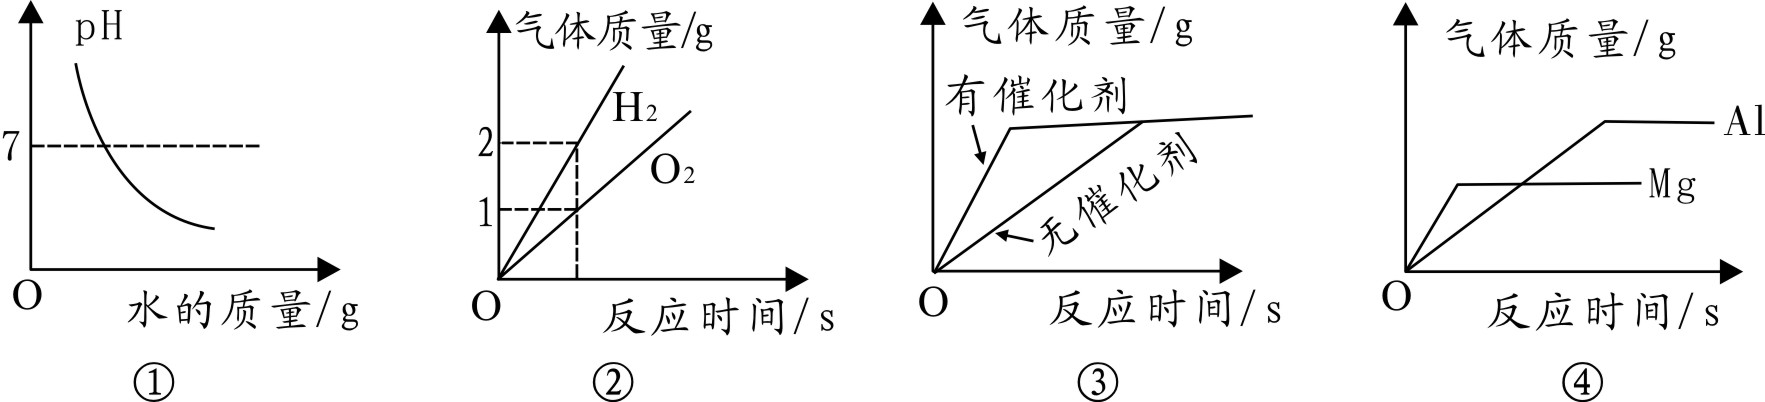 pH
7
O
水的质量/g
①
气体质量/g
H₂
2
O₂
1
O
反应时间/s
②
气体质量/g
有催化剂
无催化剂
O
反应时间/s
③
气体质量/g
Al
Mg
O
反应时间/s
④